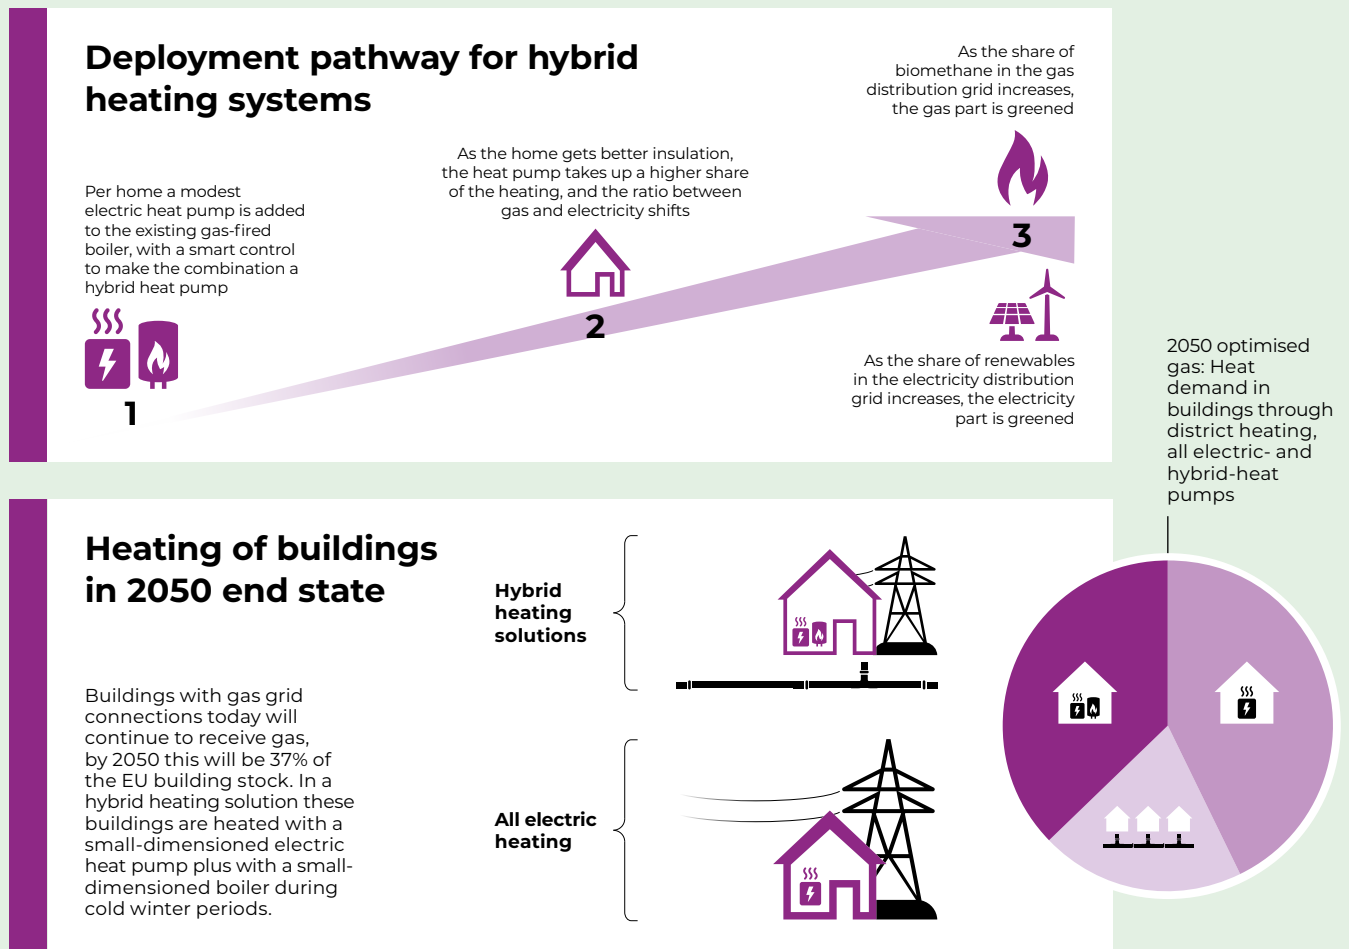 Deployment pathway for hybrid
heating systems
Per home a modest
electric heat pump is added
to the existing gas-fired
boiler, with a smart control
to make the combination a
hybrid heat pump
1
As the home gets better insulation,
the heat pump takes up a higher share
of the heating, and the ratio between
gas and electricity shifts
2
As the share of
biomethane in the gas
distribution grid increases,
the gas part is greened
3
As the share of renewables
in the electricity distribution
grid increases, the electricity
part is greened
2050 optimised
gas: Heat
demand in
buildings through
district heating,
all electric- and
hybrid-heat
pumps
Heating of buildings
in 2050 end state
Buildings with gas grid
connections today will
continue to receive gas,
by 2050 this will be 37% of
the EU building stock. In a
hybrid heating solution these
buildings are heated with a
small-dimensioned electric
heat pump plus with a small-
dimensioned boiler during
cold winter periods.
Hybrid
heating
solutions
All electric
heating